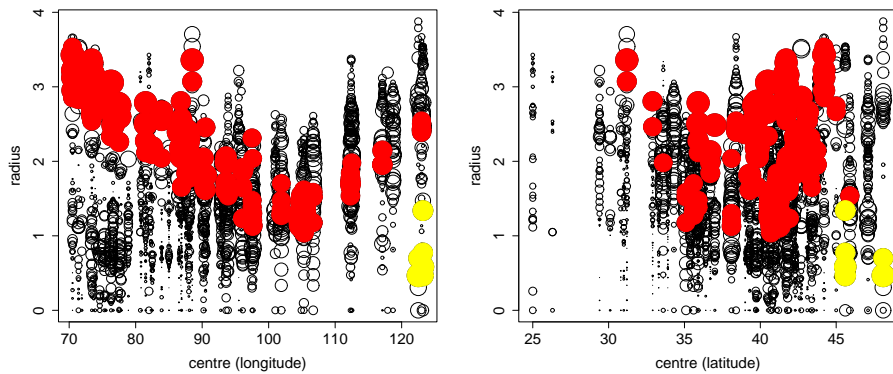 radius
0 1 2 3 4
70 80 90 100 110 120
centre (longitude)
radius
0 1 2 3 4
25 30 35 40 45
centre (latitude)